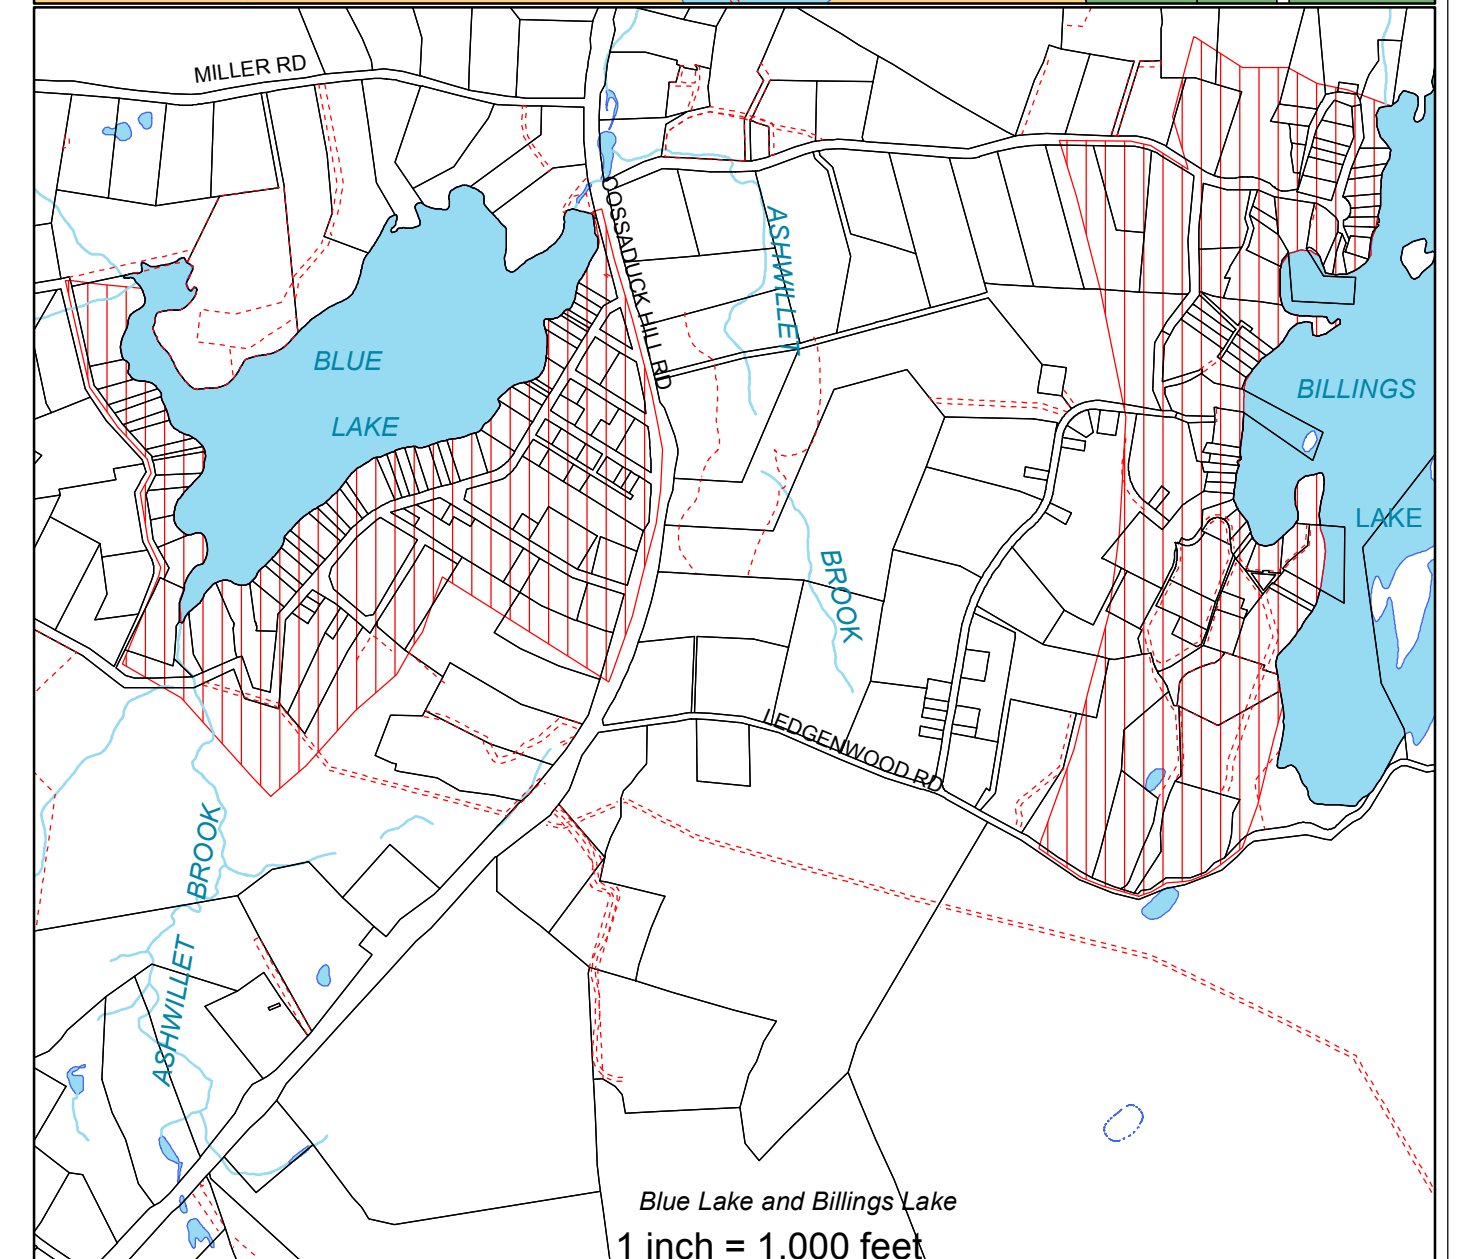 MILLER RD
COSSADUCK HILL RD
ASHWILLET
BLUE
LAKE
BILLINGS
LAKE
BROOK
LEDGENWOOD RD
BROOK
ASHWILLET
Blue Lake and Billings Lake
1 inch = 1,000 feet